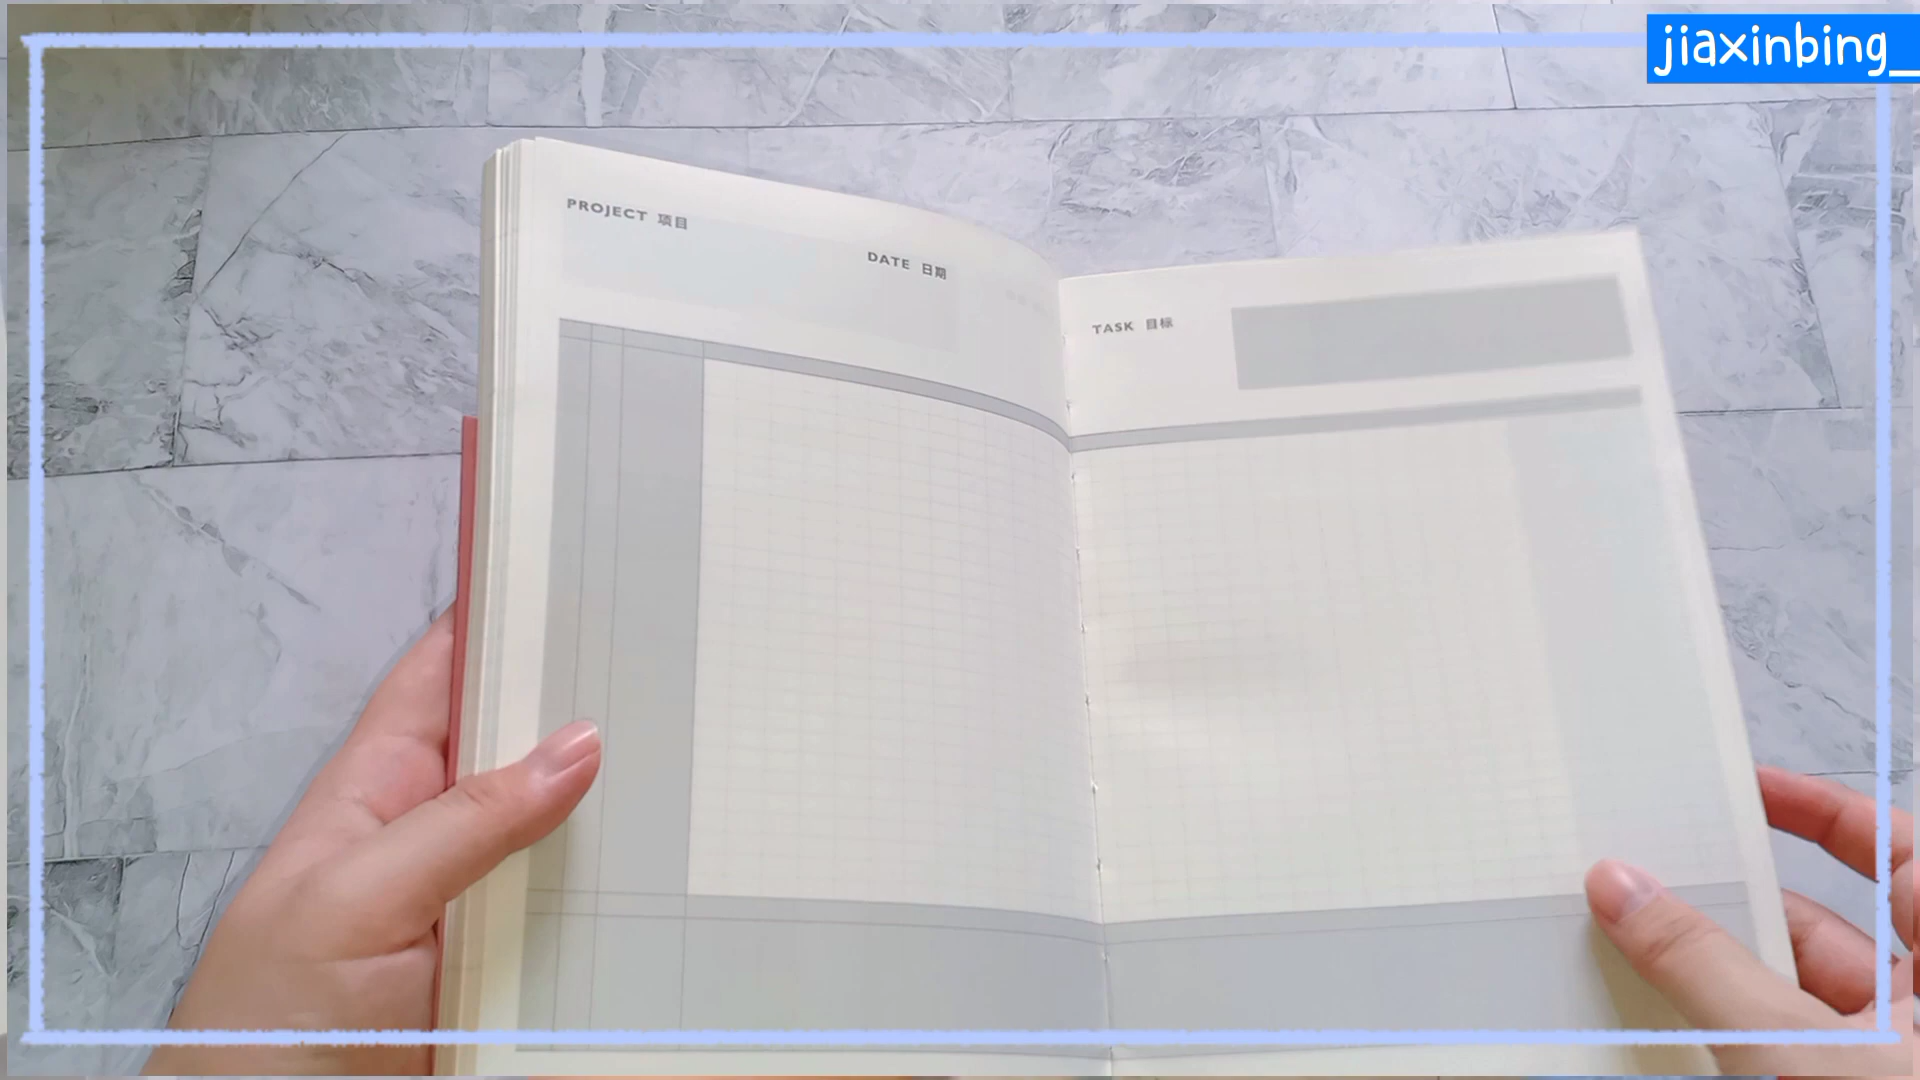 jiaxinbing_
PROJECT 项目
DATE 日期
TASK 目标